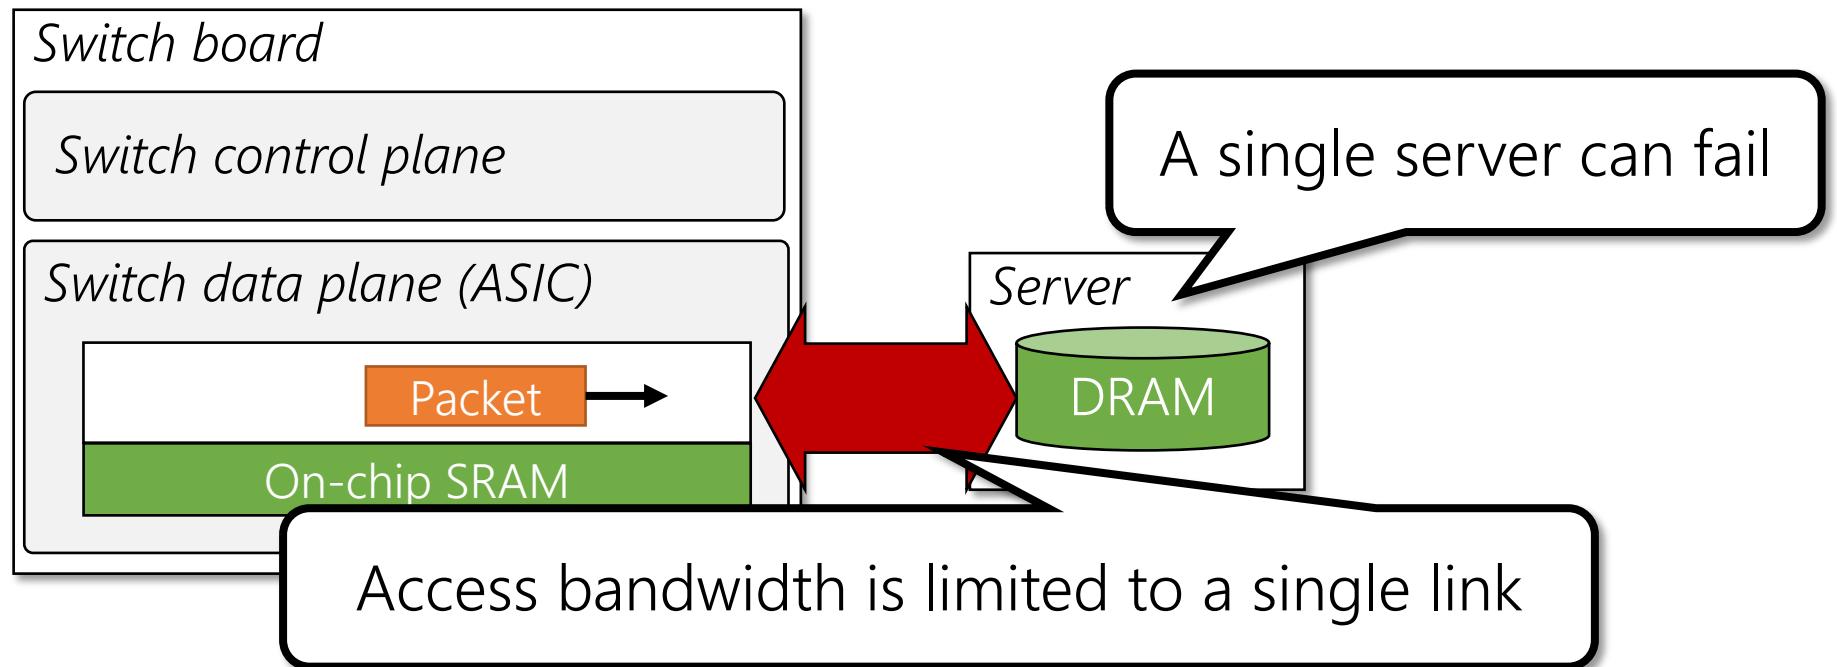 Switch board
Switch control plane
A single server can fail
Switch data plane (ASIC)
Server
Packet
DRAM
On-chip SRAM
Access bandwidth is limited to a single link